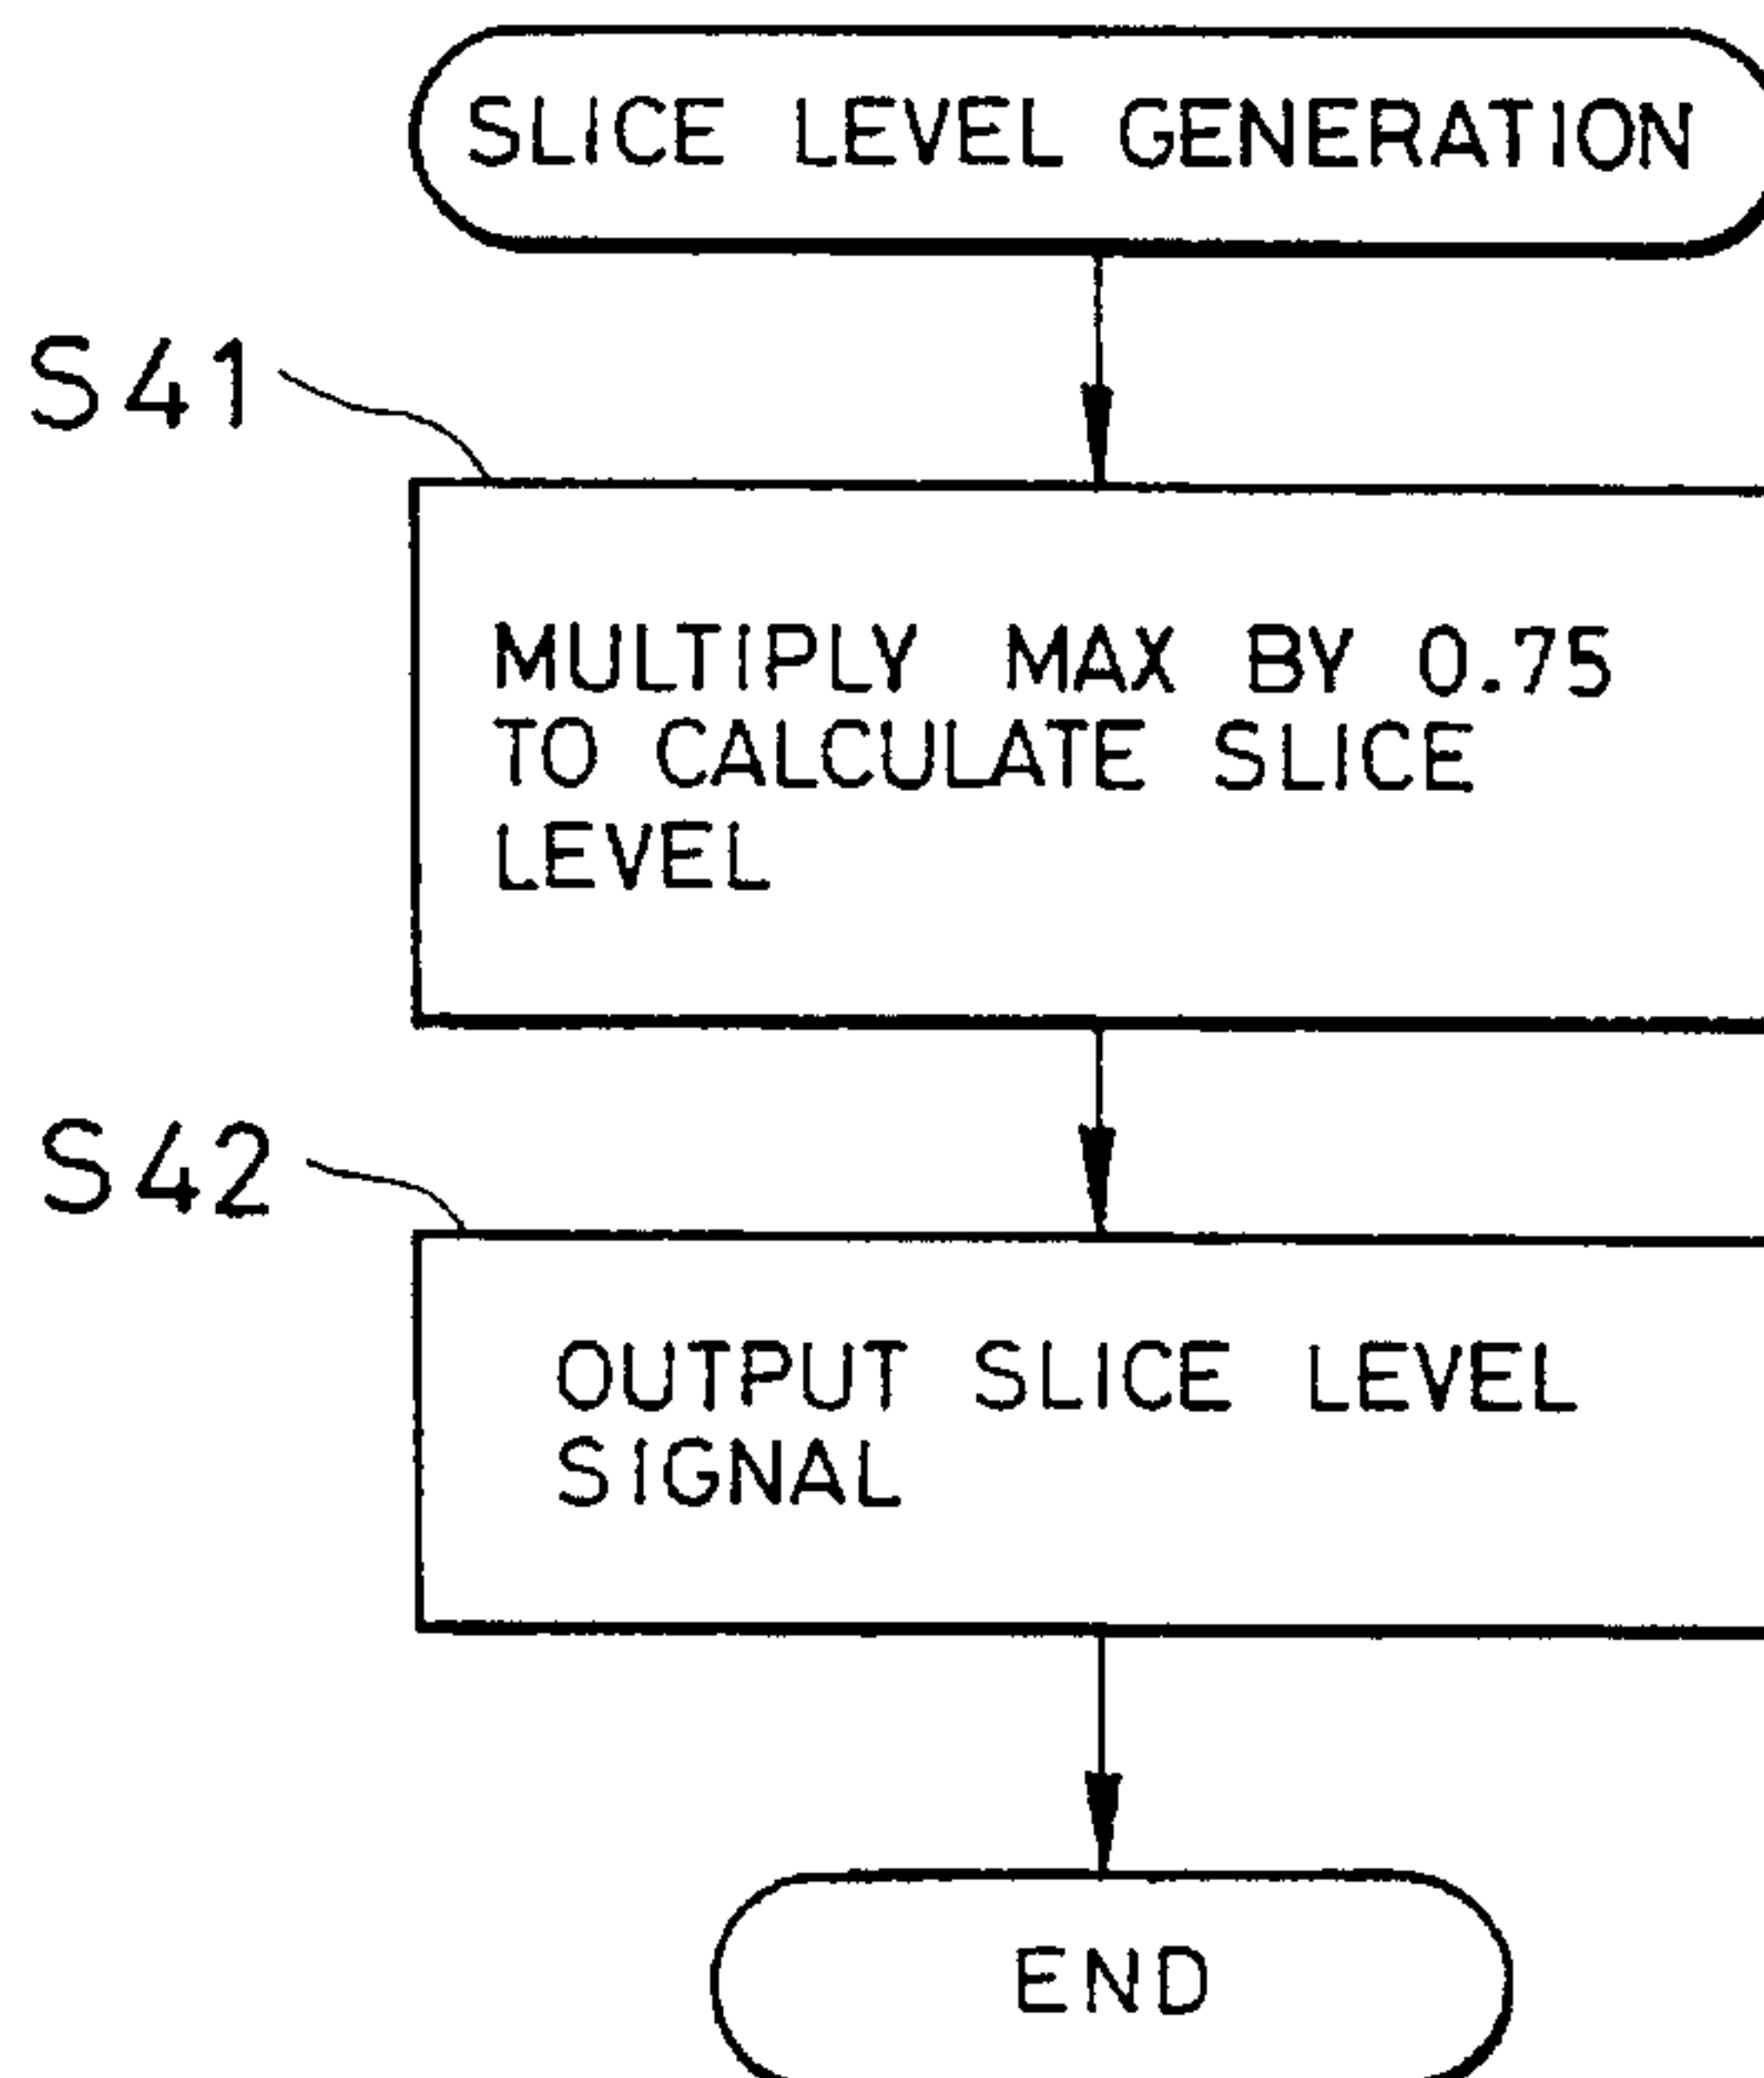 SLICE LEVEL GENERATION
S41
MULTIPLY MAX BY 0.75
TO CALCULATE SLICE
LEVEL
S42
OUTPUT SLICE LEVEL
SIGNAL
END